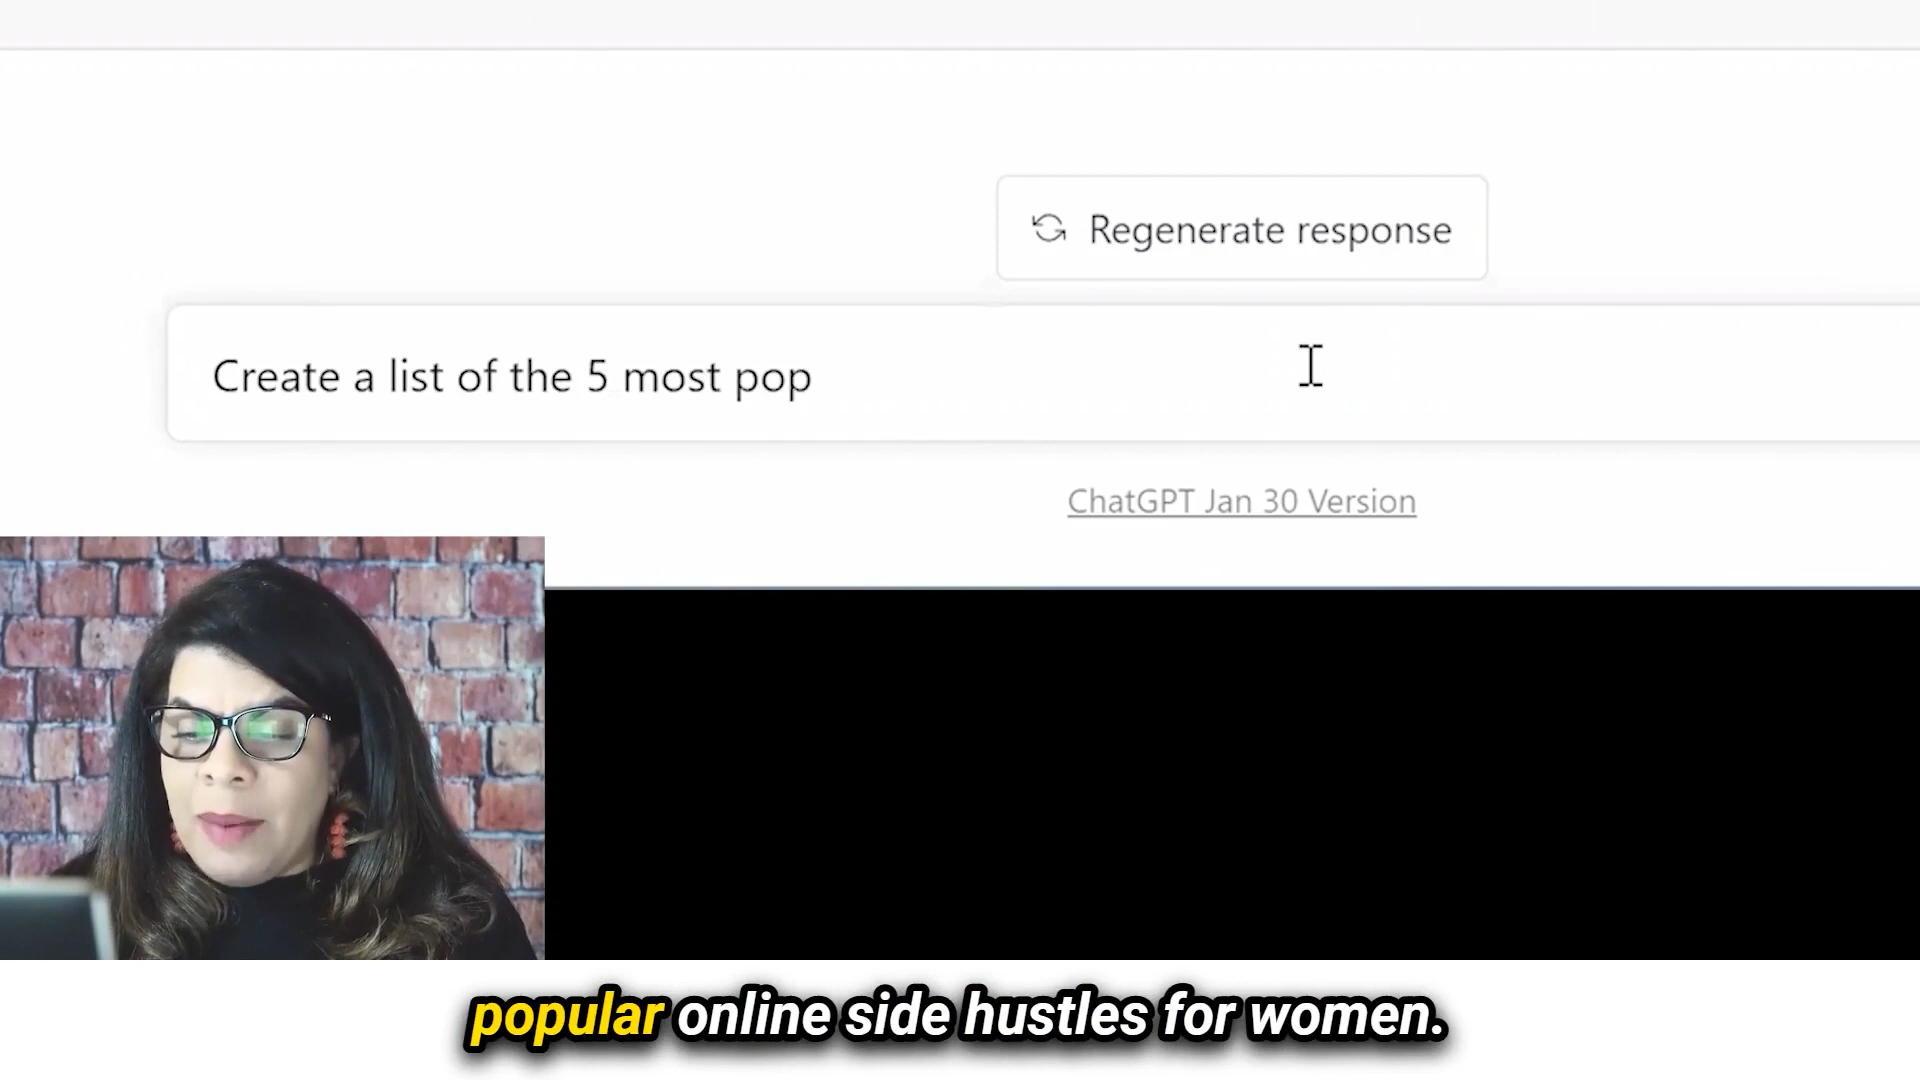 Regenerate response
Create a list of the 5 most pop
ChatGPT Jan 30 Version
popular online side hustles for women.